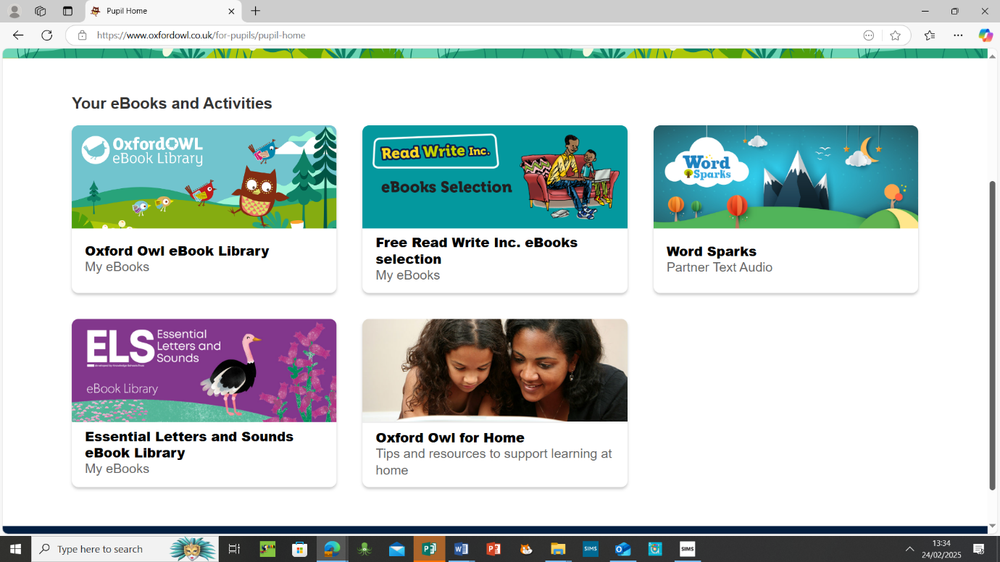 Pupil Home
https://www.oxfordowl.co.uk/for-pupils/pupil-home
Your eBooks and Activities
OxfordOWL
eBook Library
Oxford Owl eBook Library
My eBooks
Read Write Inc.
eBooks Selection
Free Read Write Inc. eBooks
selection
My eBooks
Word
Sparks
Word Sparks
Partner Text Audio
ELS
Essential
Letters and
Sounds
eBook Library
Essential Letters and Sounds
eBook Library
My eBooks
Oxford Owl for Home
Tips and resources to support learning at
home
Type here to search
SIMS
SIMS
13:34
24/02/2025